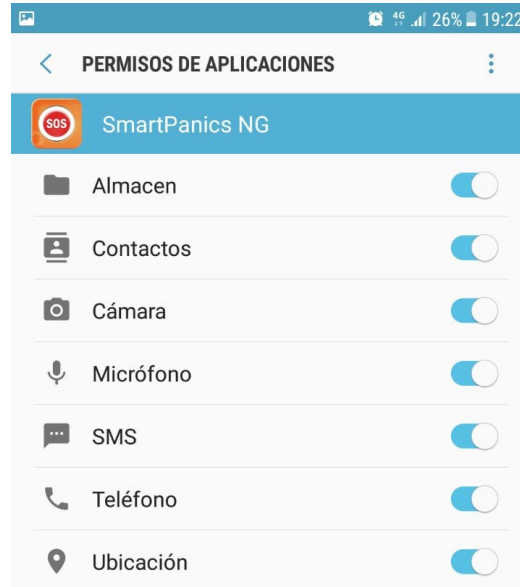 4G 26% 19:22
PERMISOS DE APLICACIONES
SOS SmartPanics NG
Almacen
Contactos
Cámara
Micrófono
SMS
Teléfono
Ubicación